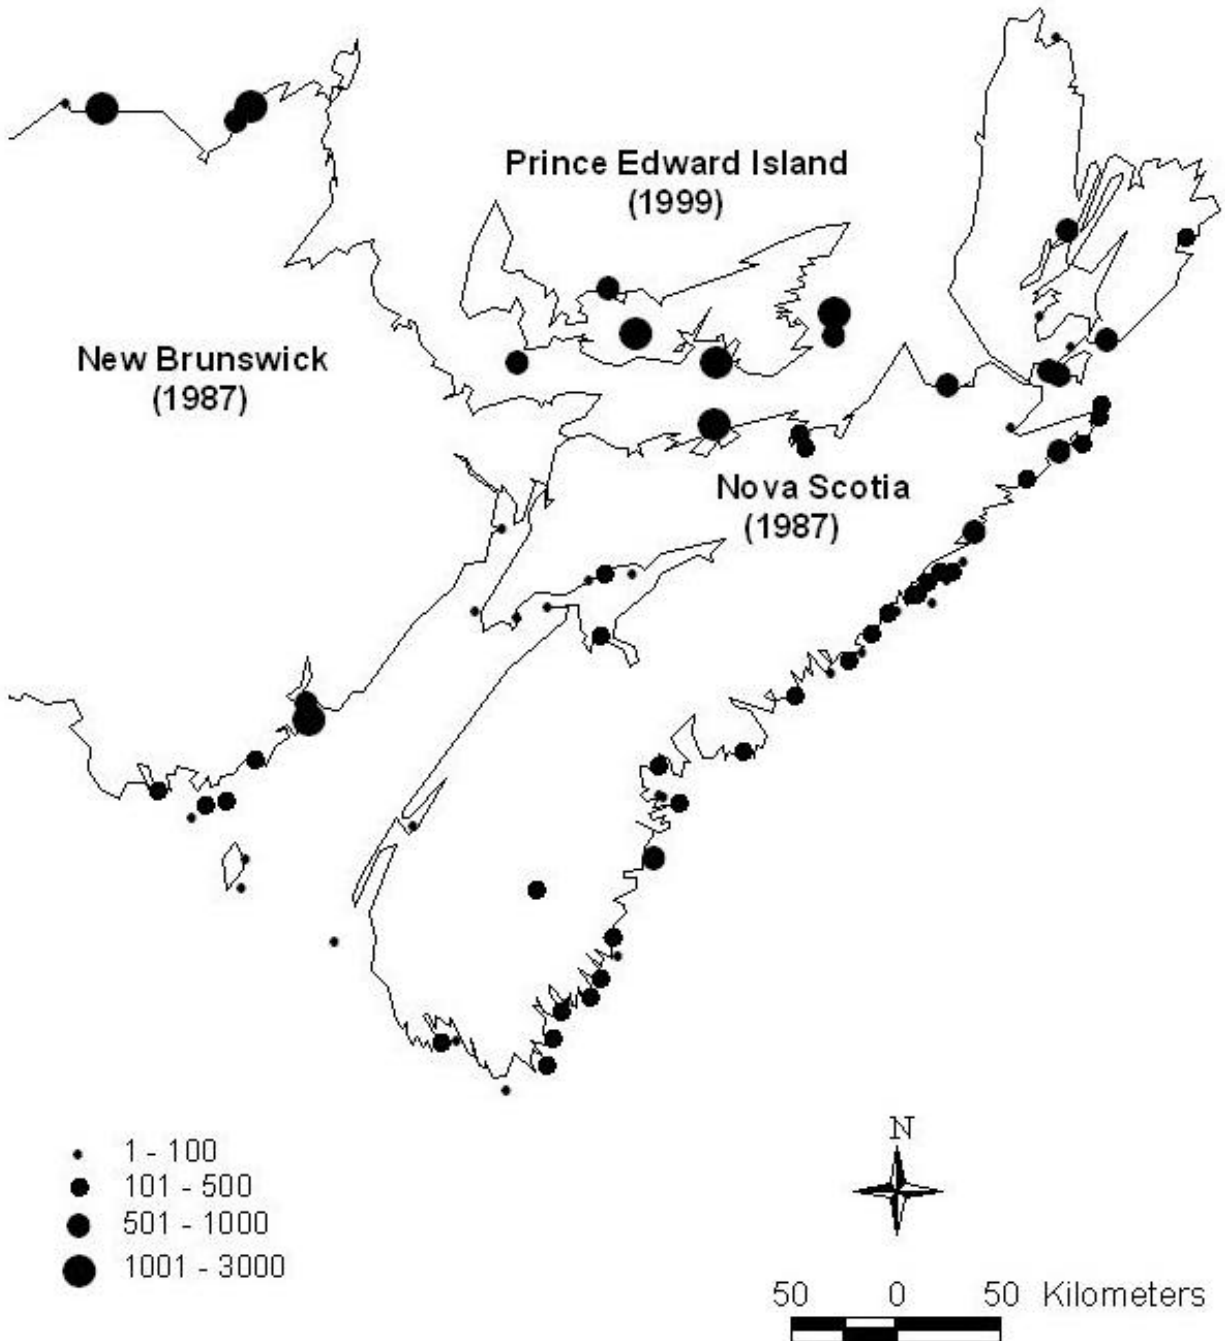 Prince Edward Island
(1999)
New Brunswick
(1987)
Nova Scotia
(1987)
N
1 - 100
101 - 500
501 - 1000
1001 - 3000
50 0 50 Kilometers